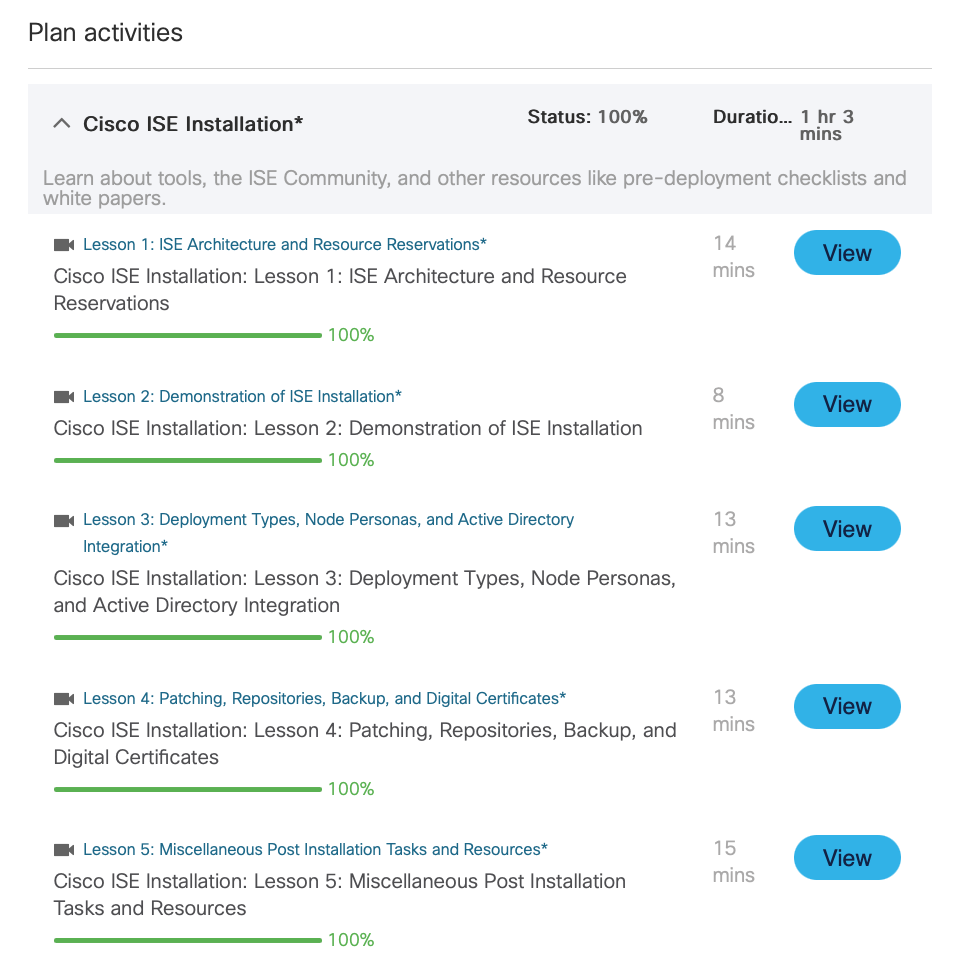 Plan activities
Cisco ISE Installation*
Status: 100%
Duratio... 1 hr 3
mins
Learn about tools, the ISE Community, and other resources like pre-deployment checklists and
white papers.
Lesson 1: ISE Architecture and Resource Reservations*
14
mins
View
Cisco ISE Installation: Lesson 1: ISE Architecture and Resource
Reservations
100%
Lesson 2: Demonstration of ISE Installation*
8
mins
View
Cisco ISE Installation: Lesson 2: Demonstration of ISE Installation
100%
Lesson 3: Deployment Types, Node Personas, and Active Directory
Integration*
13
mins
View
Cisco ISE Installation: Lesson 3: Deployment Types, Node Personas,
and Active Directory Integration
100%
Lesson 4: Patching, Repositories, Backup, and Digital Certificates*
13
mins
View
Cisco ISE Installation: Lesson 4: Patching, Repositories, Backup, and
Digital Certificates
100%
Lesson 5: Miscellaneous Post Installation Tasks and Resources*
15
mins
View
Cisco ISE Installation: Lesson 5: Miscellaneous Post Installation
Tasks and Resources
100%